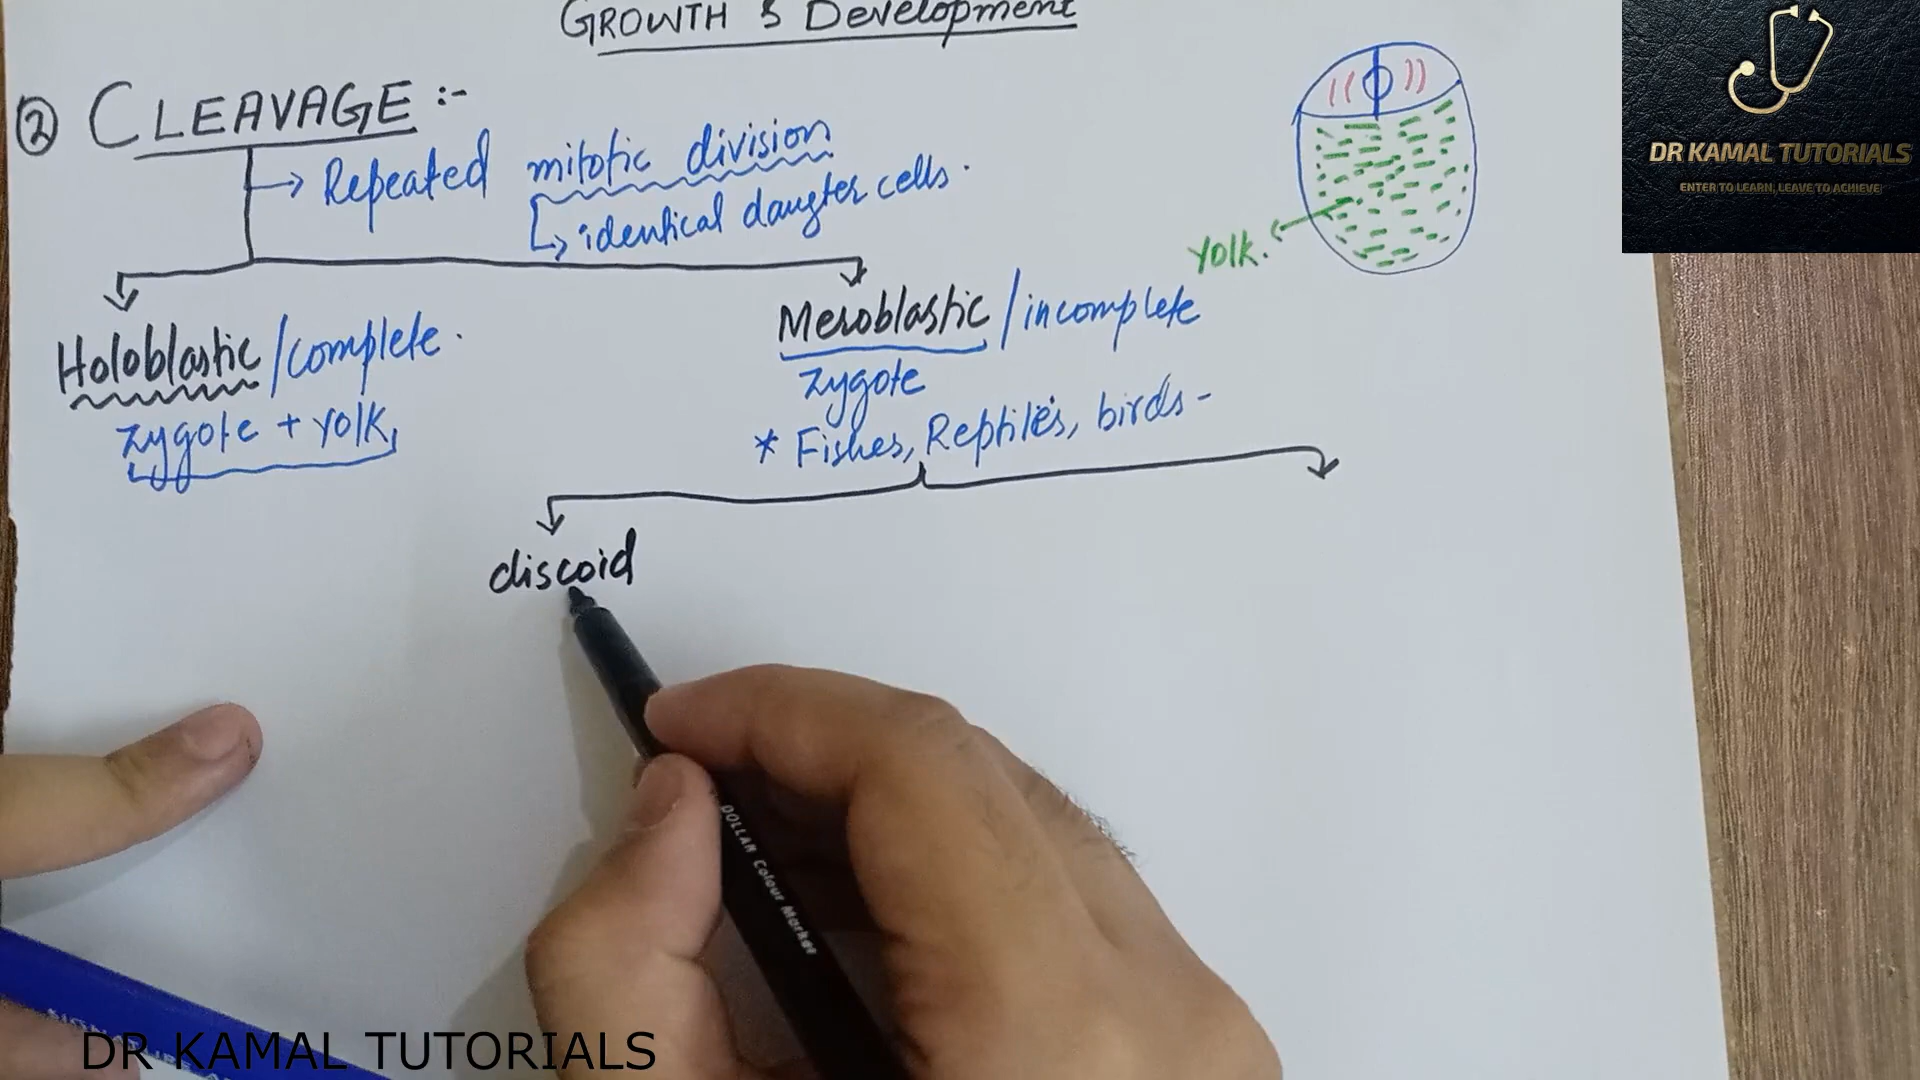 GROWTH & Development
② CLEAVAGE :-
→ Repeated mitotic division
↳ identical daugter cells.
Holoblastic / complete.
zygote + yolk
Meroblastic / incomplete
zygote
* Fishes, Reptiles, birds -
discoid
Yolk.
DR KAMAL TUTORIALS
ENTER TO LEARN, LEAVE TO ACHIEVE
DOLLAR Colour Marker
DR KAMAL TUTORIALS